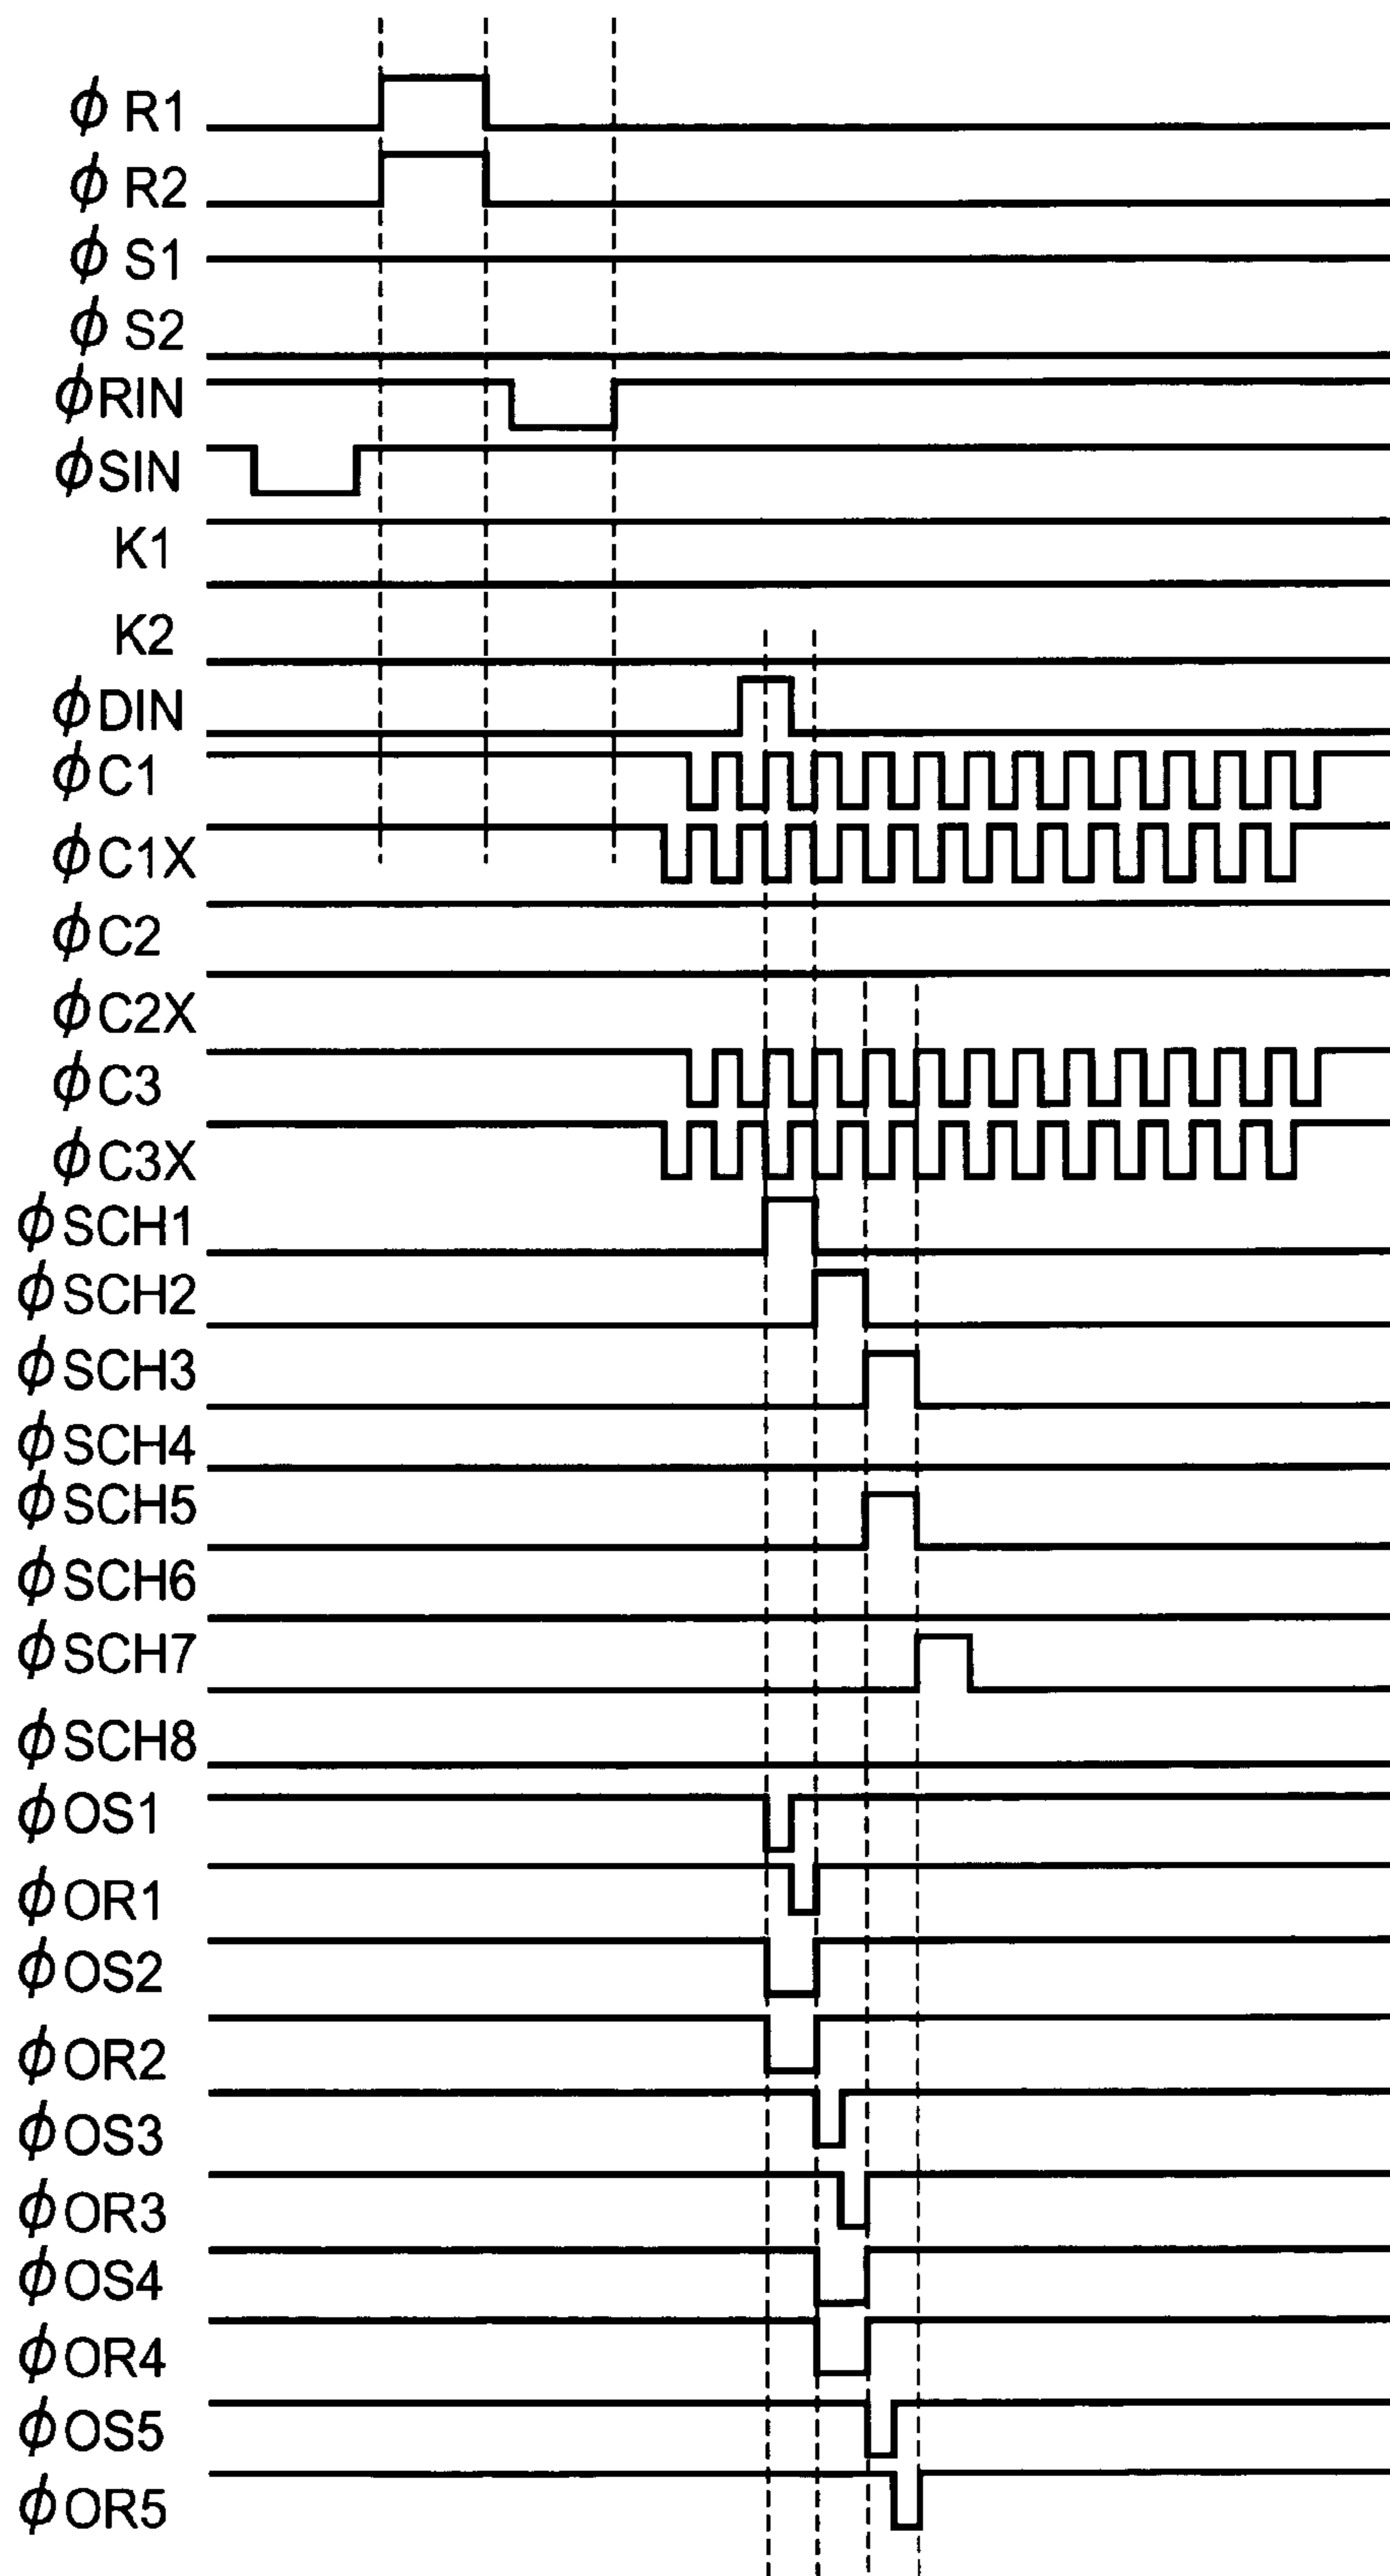 ϕ R1
ϕ R2
ϕ S1
ϕ S2
ϕRIN
ϕSIN
K1
K2
ϕDIN
ϕC1
ϕC1X
ϕC2
ϕC2X
ϕC3
ϕC3X
ϕSCH1
ϕSCH2
ϕSCH3
ϕSCH4
ϕSCH5
ϕSCH6
ϕSCH7
ϕSCH8
ϕOS1
ϕOR1
ϕOS2
ϕOR2
ϕOS3
ϕOR3
ϕOS4
ϕOR4
ϕOS5
ϕOR5